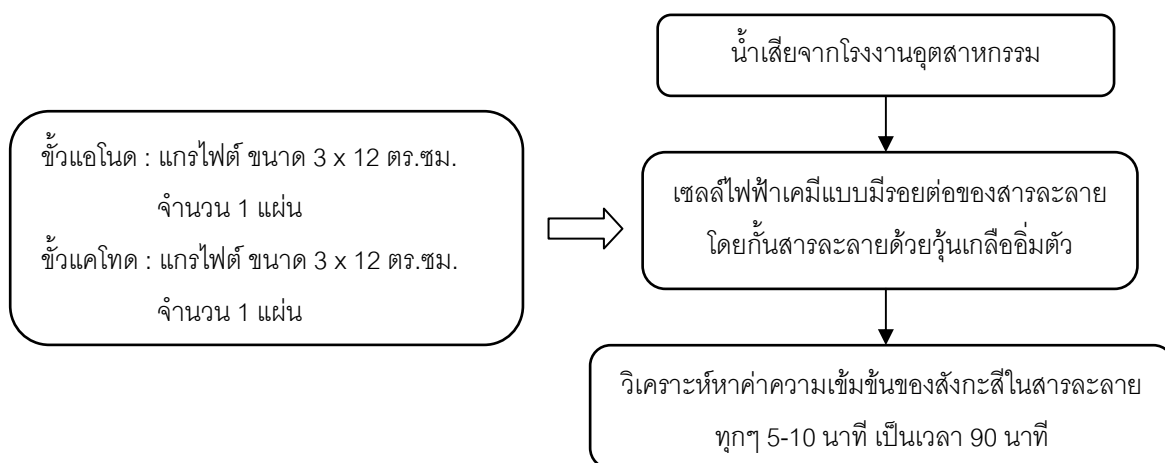 น้ำเสียจากโรงงานอุตสาหกรรม
ขั้วแอโนด : แกรไฟต์ ขนาด 3 x 12 ตร.ซม.
จำนวน 1 แผ่น
ขั้วแคโทด : แกรไฟต์ ขนาด 3 x 12 ตร.ซม.
จำนวน 1 แผ่น
เซลล์ไฟฟ้าเคมีแบบมีรอยต่อของสารละลาย
โดยกั้นสารละลายด้วยวุ้นเกลืออิ่มตัว
วิเคราะห์หาค่าความเข้มข้นของสังกะสีในสารละลาย
ทุกๆ 5-10 นาที เป็นเวลา 90 นาที